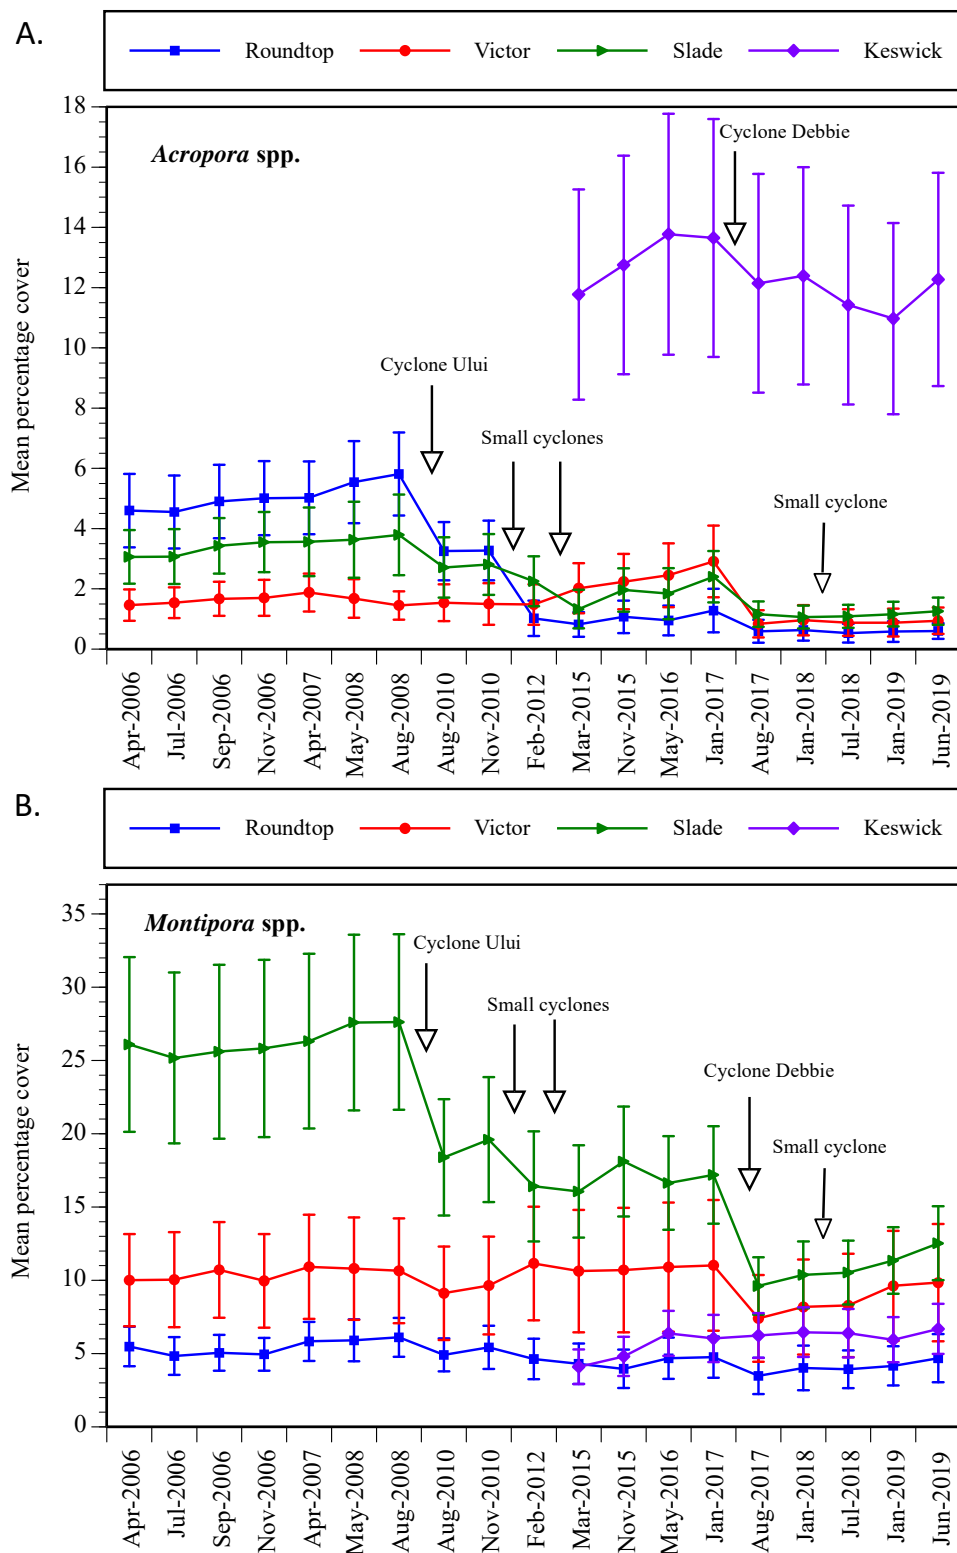 A.
Roundtop Victor Slade Keswick
Acropora spp.
Cyclone Debbie
Cyclone Ului
Small cyclones
Small cyclone
Mean percentage cover
18
16
14
12
10
8
6
4
2
0
Apr-2006
Jul-2006
Sep-2006
Nov-2006
Apr-2007
May-2008
Aug-2008
Aug-2010
Nov-2010
Feb-2012
Mar-2015
Nov-2015
May-2016
Jan-2017
Aug-2017
Jan-2018
Jul-2018
Jan-2019
Jun-2019
B.
Roundtop Victor Slade Keswick
Montipora spp.
Cyclone Ului
Small cyclones
Cyclone Debbie
Small cyclone
Mean percentage cover
35
30
25
20
15
10
5
0
Apr-2006
Jul-2006
Sep-2006
Nov-2006
Apr-2007
May-2008
Aug-2008
Aug-2010
Nov-2010
Feb-2012
Mar-2015
Nov-2015
May-2016
Jan-2017
Aug-2017
Jan-2018
Jul-2018
Jan-2019
Jun-2019